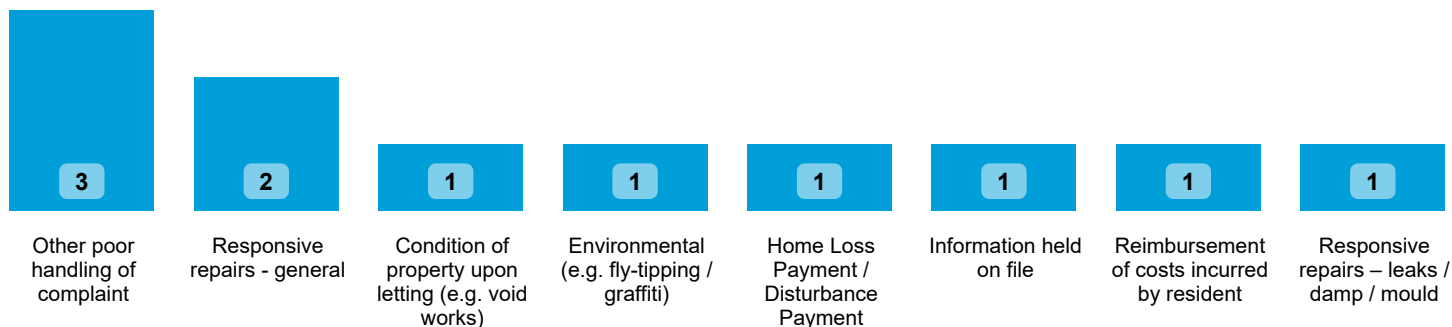 3
2
1
1
1
1
1
1
Other poor
handling of
complaint
Responsive
repairs - general
Condition of
property upon
letting (e.g. void
works)
Environmental
(e.g. fly-tipping /
graffiti)
Home Loss
Payment /
Disturbance
Payment
Information held
on file
Reimbursement
of costs incurred
by resident
Responsive
repairs – leaks /
damp / mould